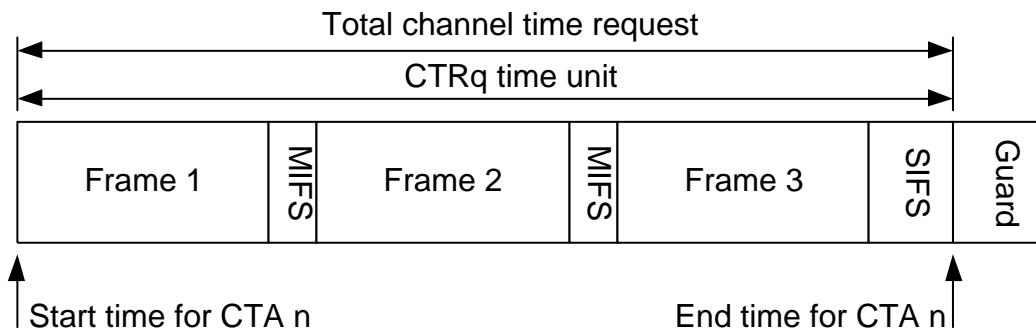 Total channel time request
CTRq time unit
Frame 1
MIFS
Frame 2
MIFS
Frame 3
SIFS
Guard
Start time for CTA n
End time for CTA n